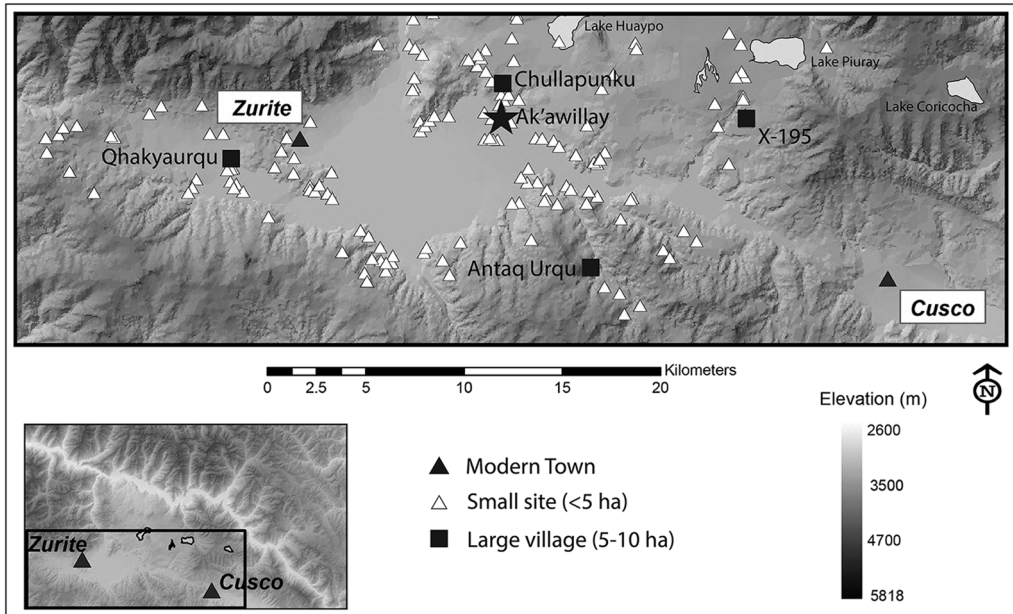 Lake Huaypo
Lake Piuray
Lake Coricocha
Chullapunku
Zurite
Ak'awillay
X-195
Qhakyaurqu
Antaq Urqu
Cusco
0 2.5 5 10 15 20 Kilometers
N
Elevation (m)
2600
3500
4700
5818
Modern Town
Small site (<5 ha)
Large village (5-10 ha)
Zurite
Cusco